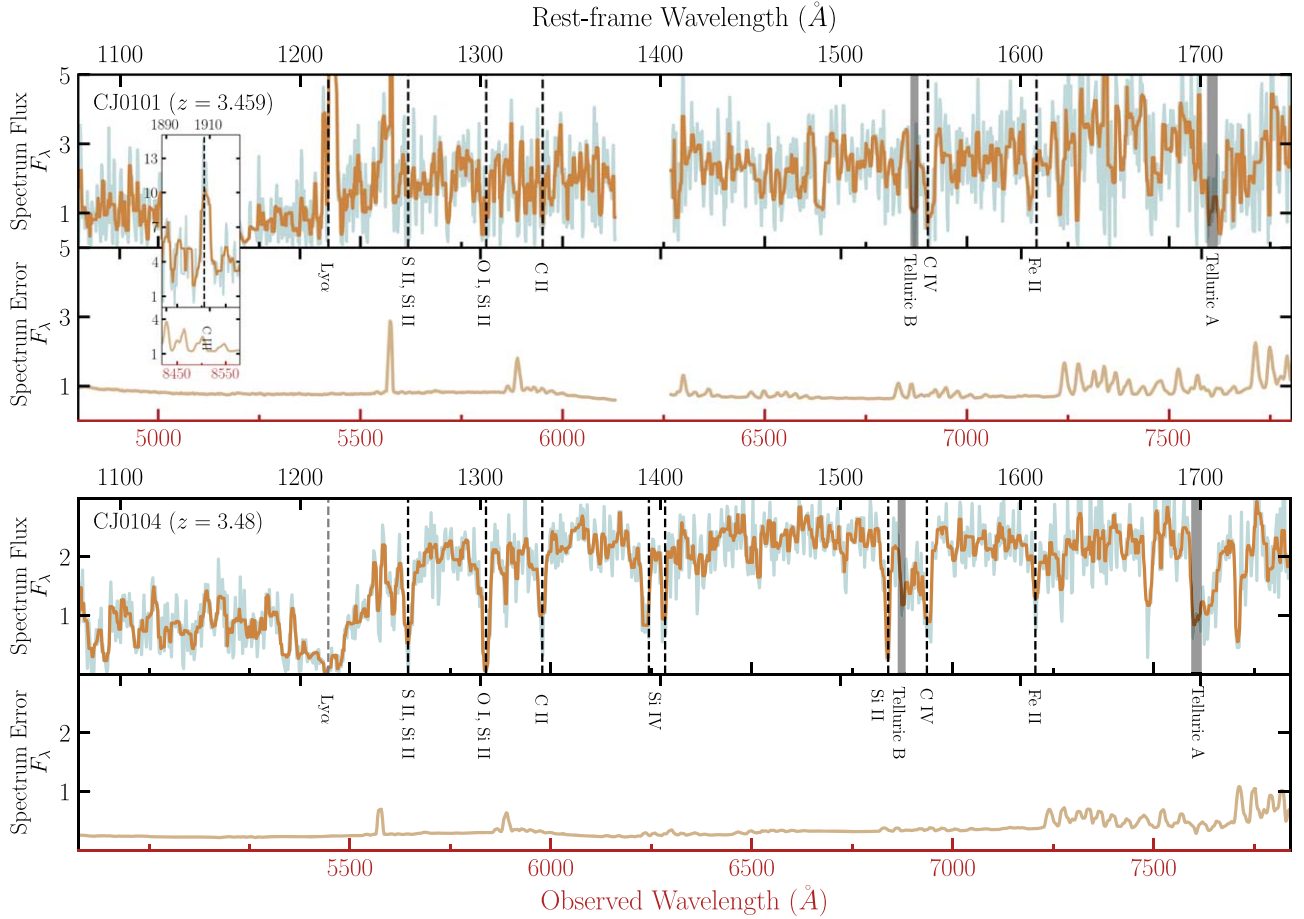 Rest-frame Wavelength (Å)
1100 1200 1300 1400 1500 1600 1700
Spectrum Flux
F_λ
5
3
1
CJ0101 (z = 3.459)
1890 1910
13
10
7
4
1
4
1
C III
8450 8550
Spectrum Error
F_λ
5
3
1
Lyα
S II, Si II
O I, Si II
C II
Telluric B
C IV
Fe II
Telluric A
5000 5500 6000 6500 7000 7500
1100 1200 1300 1400 1500 1600 1700
Spectrum Flux
F_λ
2
1
CJ0104 (z = 3.48)
Spectrum Error
F_λ
2
1
Lyα
S II, Si II
O I, Si II
C II
Si IV
Si II
Telluric B
C IV
Fe II
Telluric A
5500 6000 6500 7000 7500
Observed Wavelength (Å)